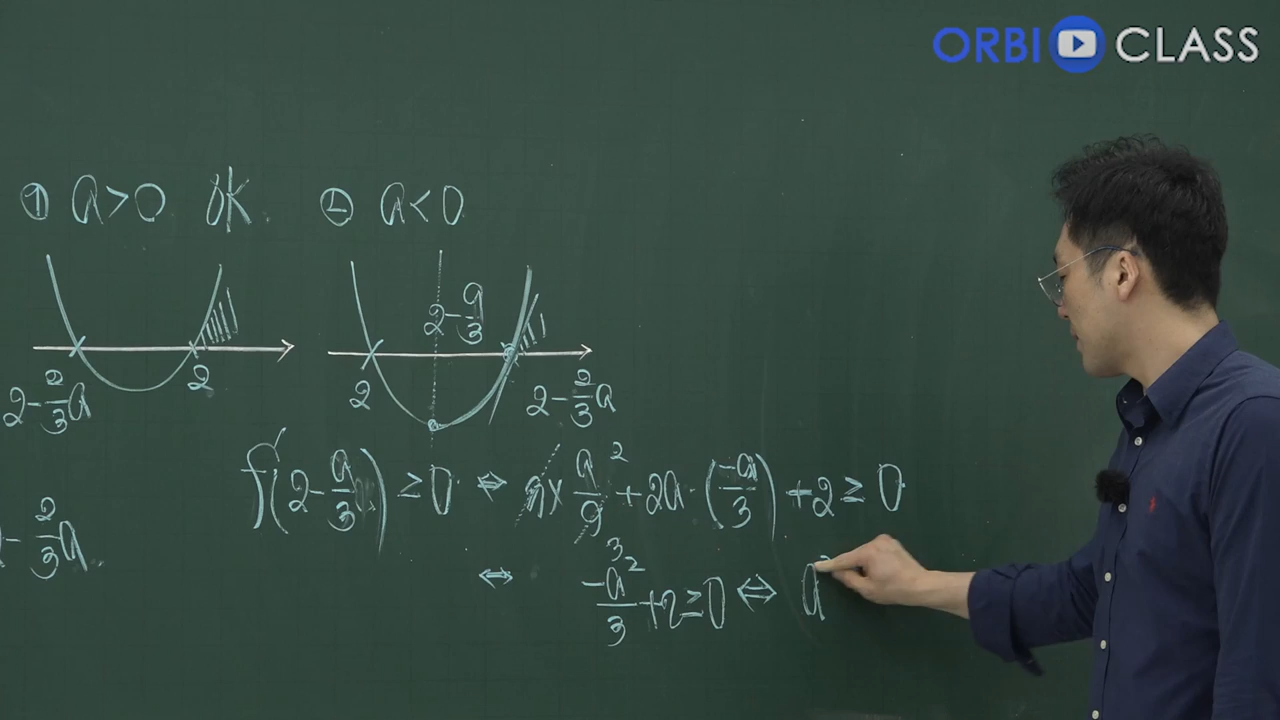 ORBI CLASS
① a>0 OK
② a<0
2-a/3
2-2/3a 2
2 2-2/3a
f'(2-a/3) ≥0 ⇔ 9×a²/9+2a·(-a/3)+2≥0
-2/3a
⇔ -a²/3+2≥0 ⇔ a²